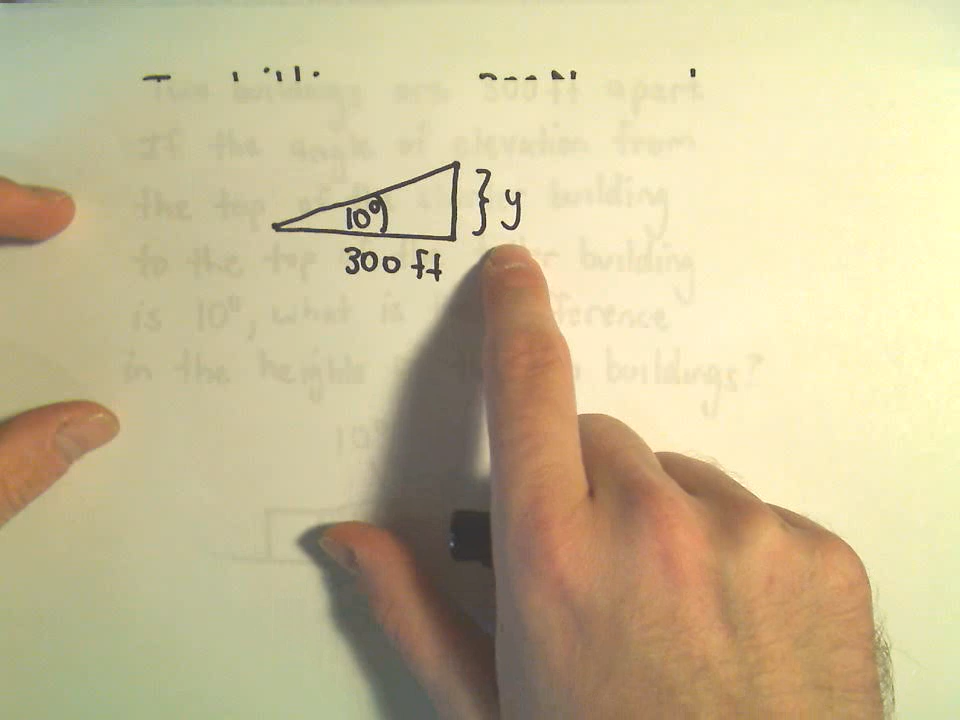 Two buildings are 300 ft apart
If the angle of elevation from
the top of the building
to the top building
is 10°, what is
in the heights buildings?
10°
y
300 ft
10°